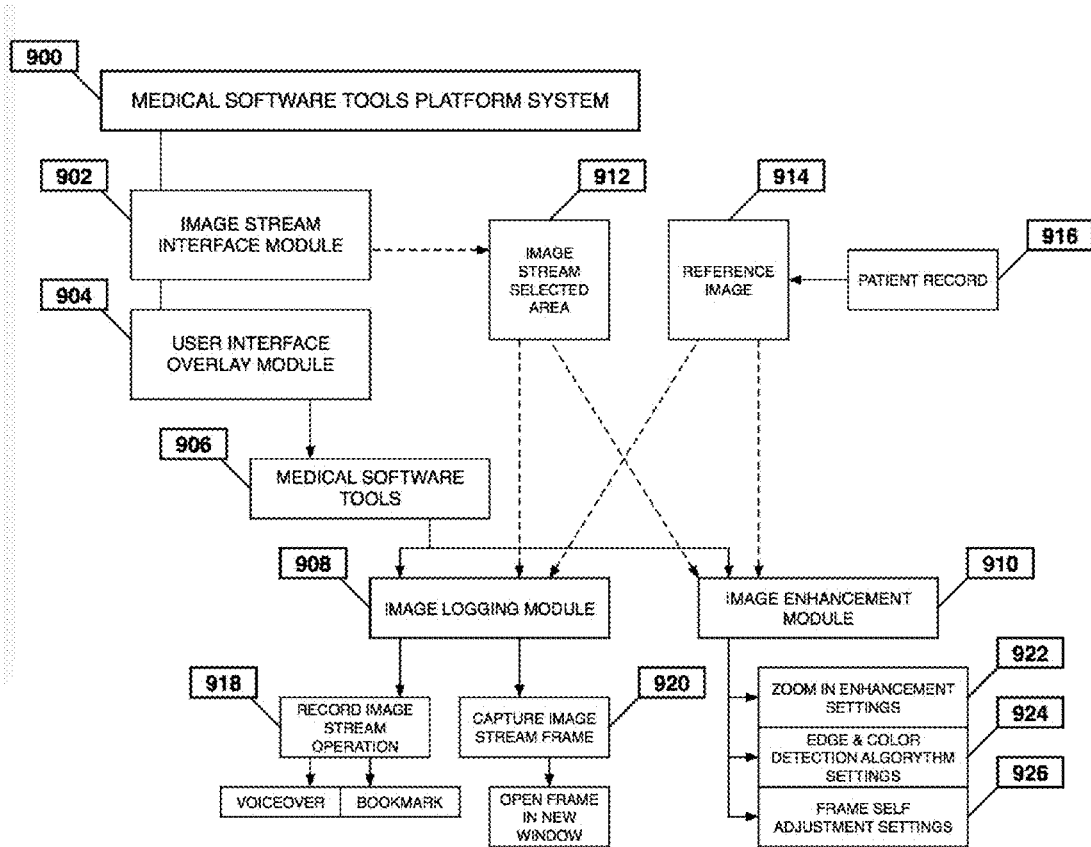 900
MEDICAL SOFTWARE TOOLS PLATFORM SYSTEM
902
IMAGE STREAM
INTERFACE MODULE
912
IMAGE
STREAM
SELECTED
AREA
914
REFERENCE
IMAGE
916
PATIENT RECORD
904
USER INTERFACE
OVERLAY MODULE
906
MEDICAL SOFTWARE
TOOLS
908
IMAGE LOGGING MODULE
910
IMAGE ENHANCEMENT
MODULE
918
RECORD IMAGE
STREAM
OPERATION
920
CAPTURE IMAGE
STREAM FRAME
922
ZOOM IN ENHANCEMENT
SETTINGS
924
EDGE & COLOR
DETECTION ALGORYTHM
SETTINGS
926
FRAME SELF
ADJUSTMENT SETTINGS
VOICEOVER
BOOKMARK
OPEN FRAME
IN NEW
WINDOW